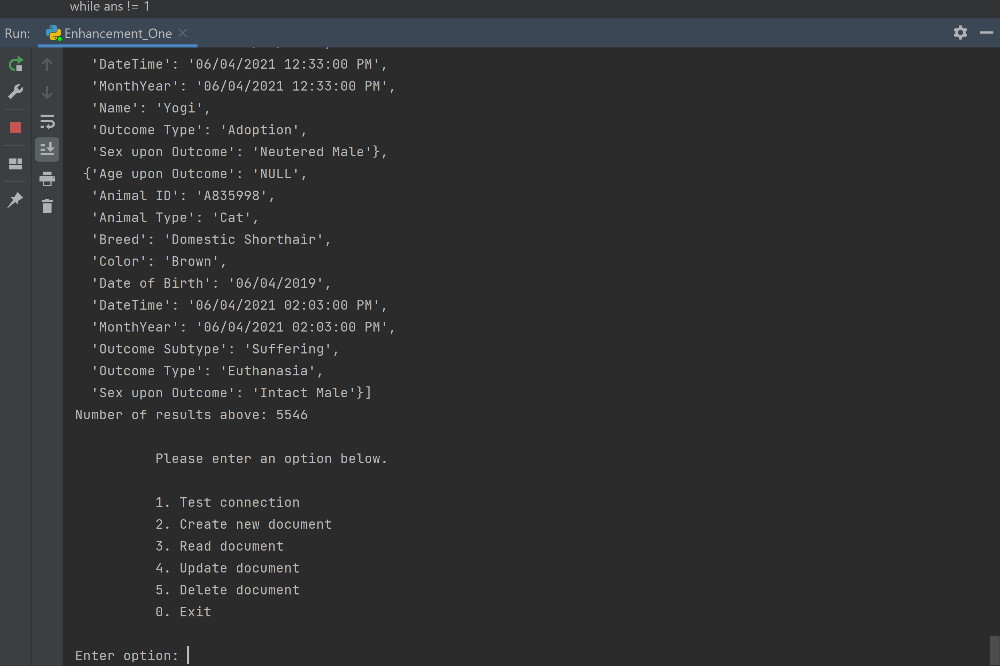 while ans != 1
Run: Enhancement_One
'DateTime': '06/04/2021 12:33:00 PM',
'MonthYear': '06/04/2021 12:33:00 PM',
'Name': 'Yogi',
'Outcome Type': 'Adoption',
'Sex upon Outcome': 'Neutered Male'},
{'Age upon Outcome': 'NULL',
'Animal ID': 'A835998',
'Animal Type': 'Cat',
'Breed': 'Domestic Shorthair',
'Color': 'Brown',
'Date of Birth': '06/04/2019',
'DateTime': '06/04/2021 02:03:00 PM',
'MonthYear': '06/04/2021 02:03:00 PM',
'Outcome Subtype': 'Suffering',
'Outcome Type': 'Euthanasia',
'Sex upon Outcome': 'Intact Male'}]
Number of results above: 5546
Please enter an option below.
1. Test connection
2. Create new document
3. Read document
4. Update document
5. Delete document
0. Exit
Enter option: